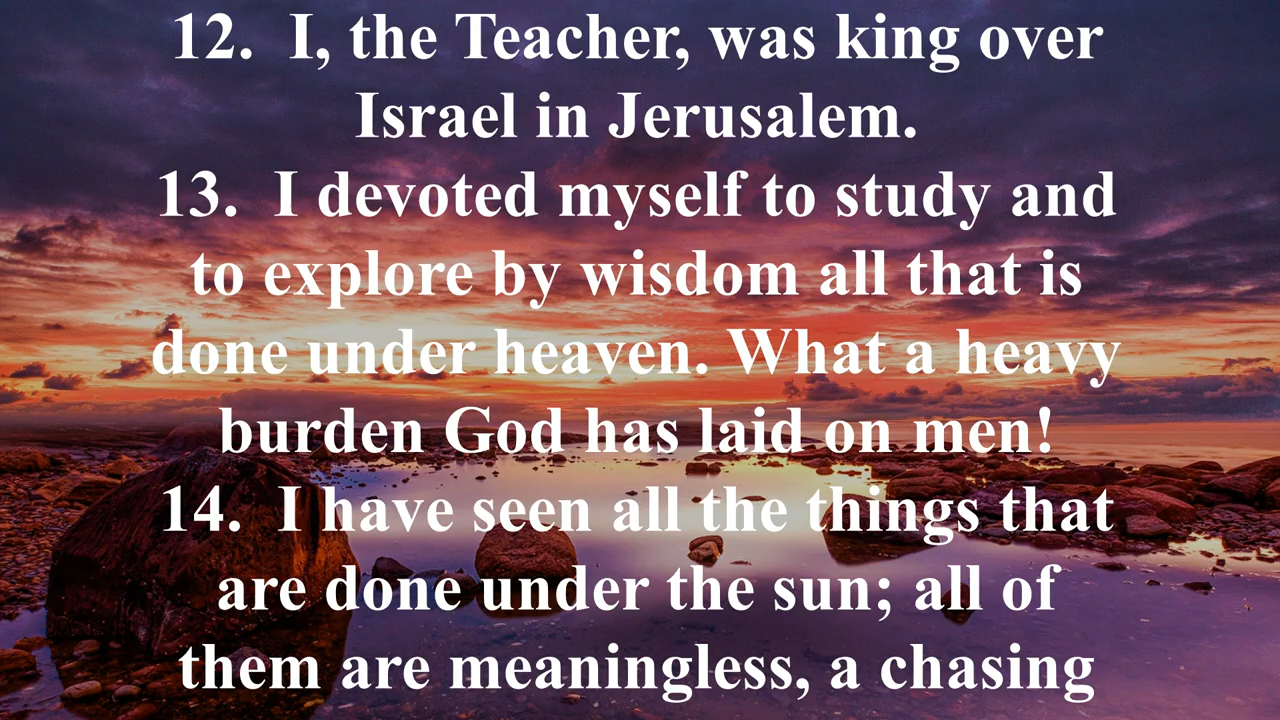 12.  I, the Teacher, was king over
Israel in Jerusalem.
13.  I devoted myself to study and
to explore by wisdom all that is
done under heaven. What a heavy
burden God has laid on men!
14.  I have seen all the things that
are done under the sun; all of
them are meaningless, a chasing